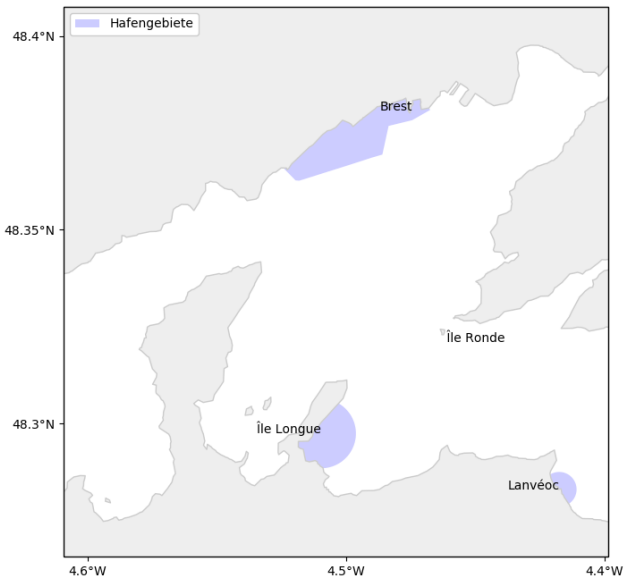 Hafengebiete
48.4°N
Brest
48.35°N
Île Ronde
48.3°N
Île Longue
Lanvéoc
4.6°W
4.5°W
4.4°W